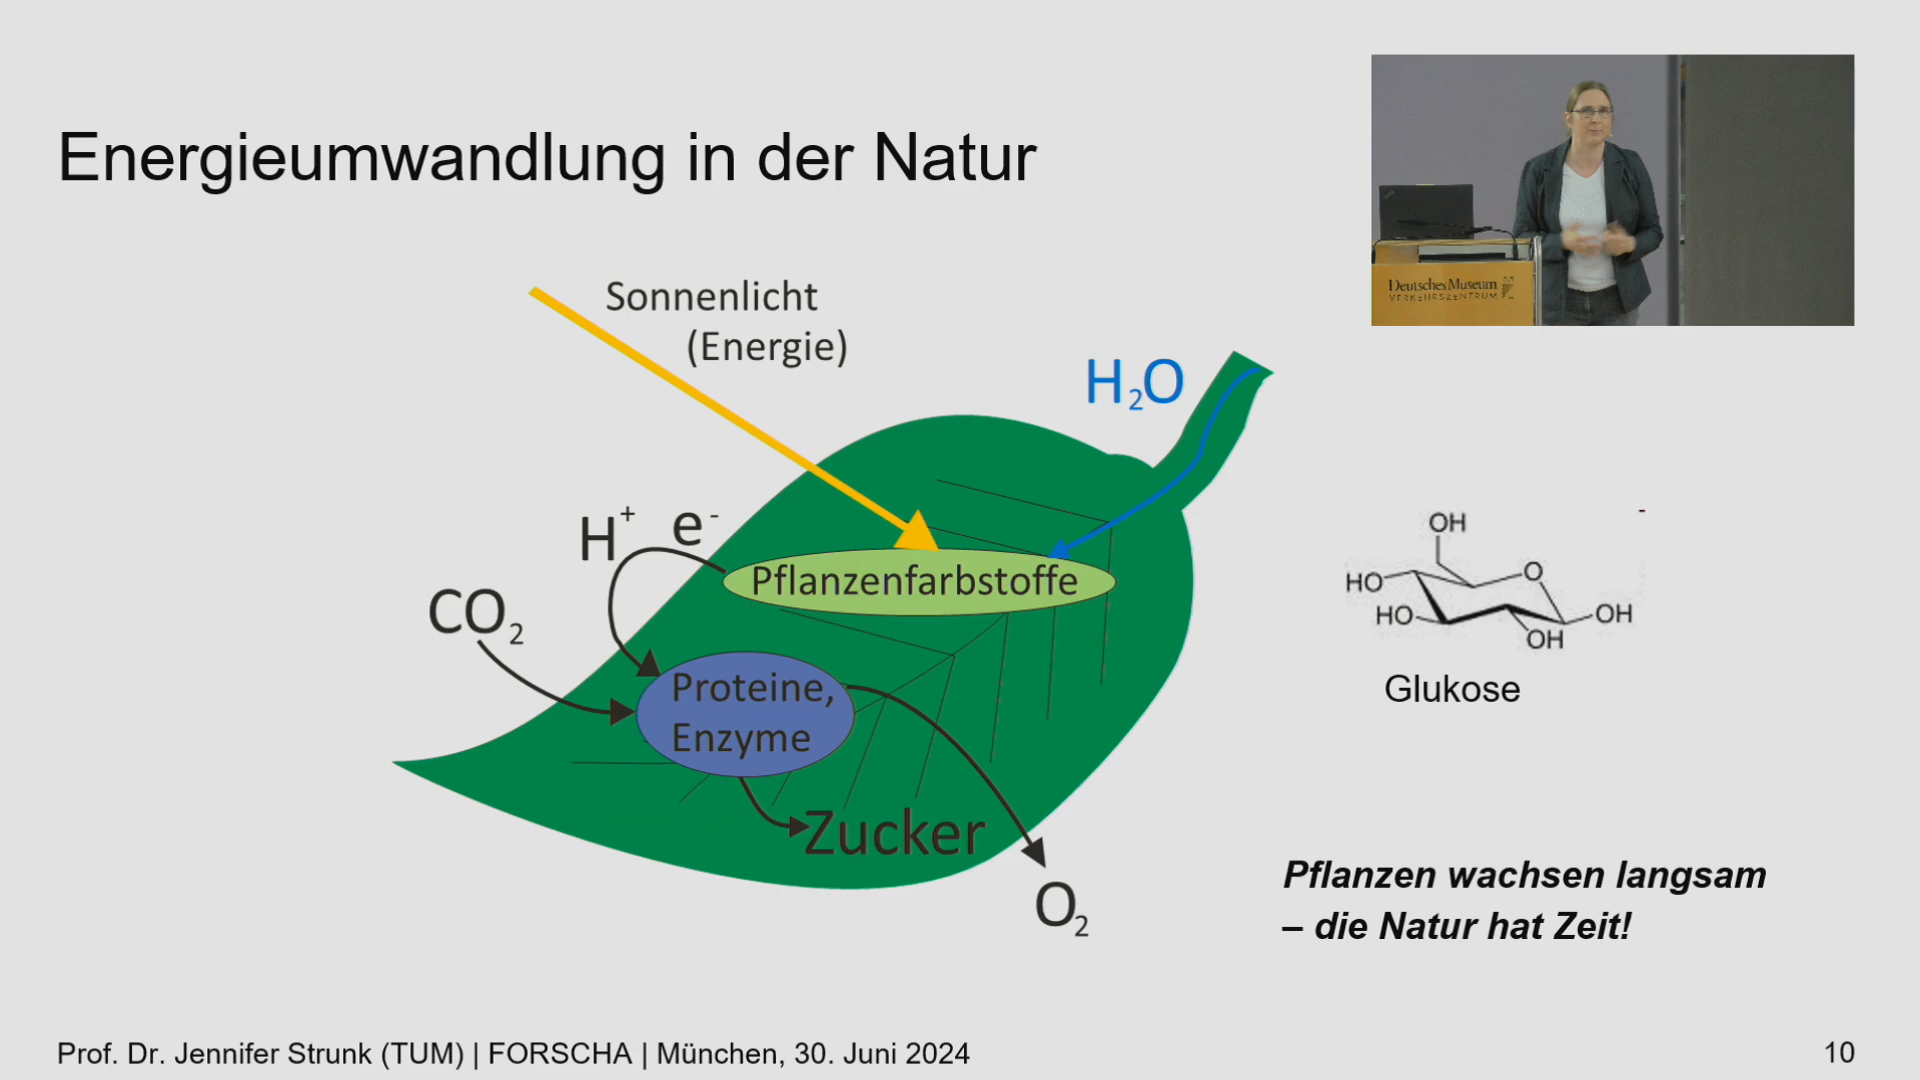 Energieumwandlung in der Natur
Deutsches Museum
VERKEHRSZENTRUM
Sonnenlicht
(Energie)
H₂O
H⁺ e⁻
CO₂
Pflanzenfarbstoffe
Proteine,
Enzyme
Zucker
O₂
OH
HO
O
HO
OH
OH
Glukose
Pflanzen wachsen langsam
– die Natur hat Zeit!
Prof. Dr. Jennifer Strunk (TUM) | FORSCHA | München, 30. Juni 2024
10